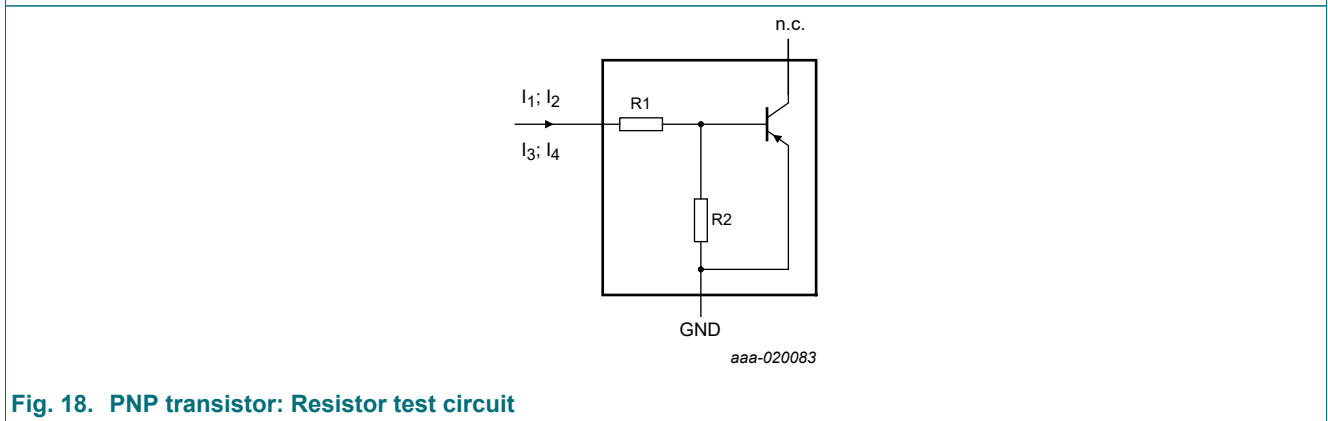 n.c.
I1; I2
R1
I3; I4
R2
GND
aaa-020083
Fig. 18. PNP transistor: Resistor test circuit